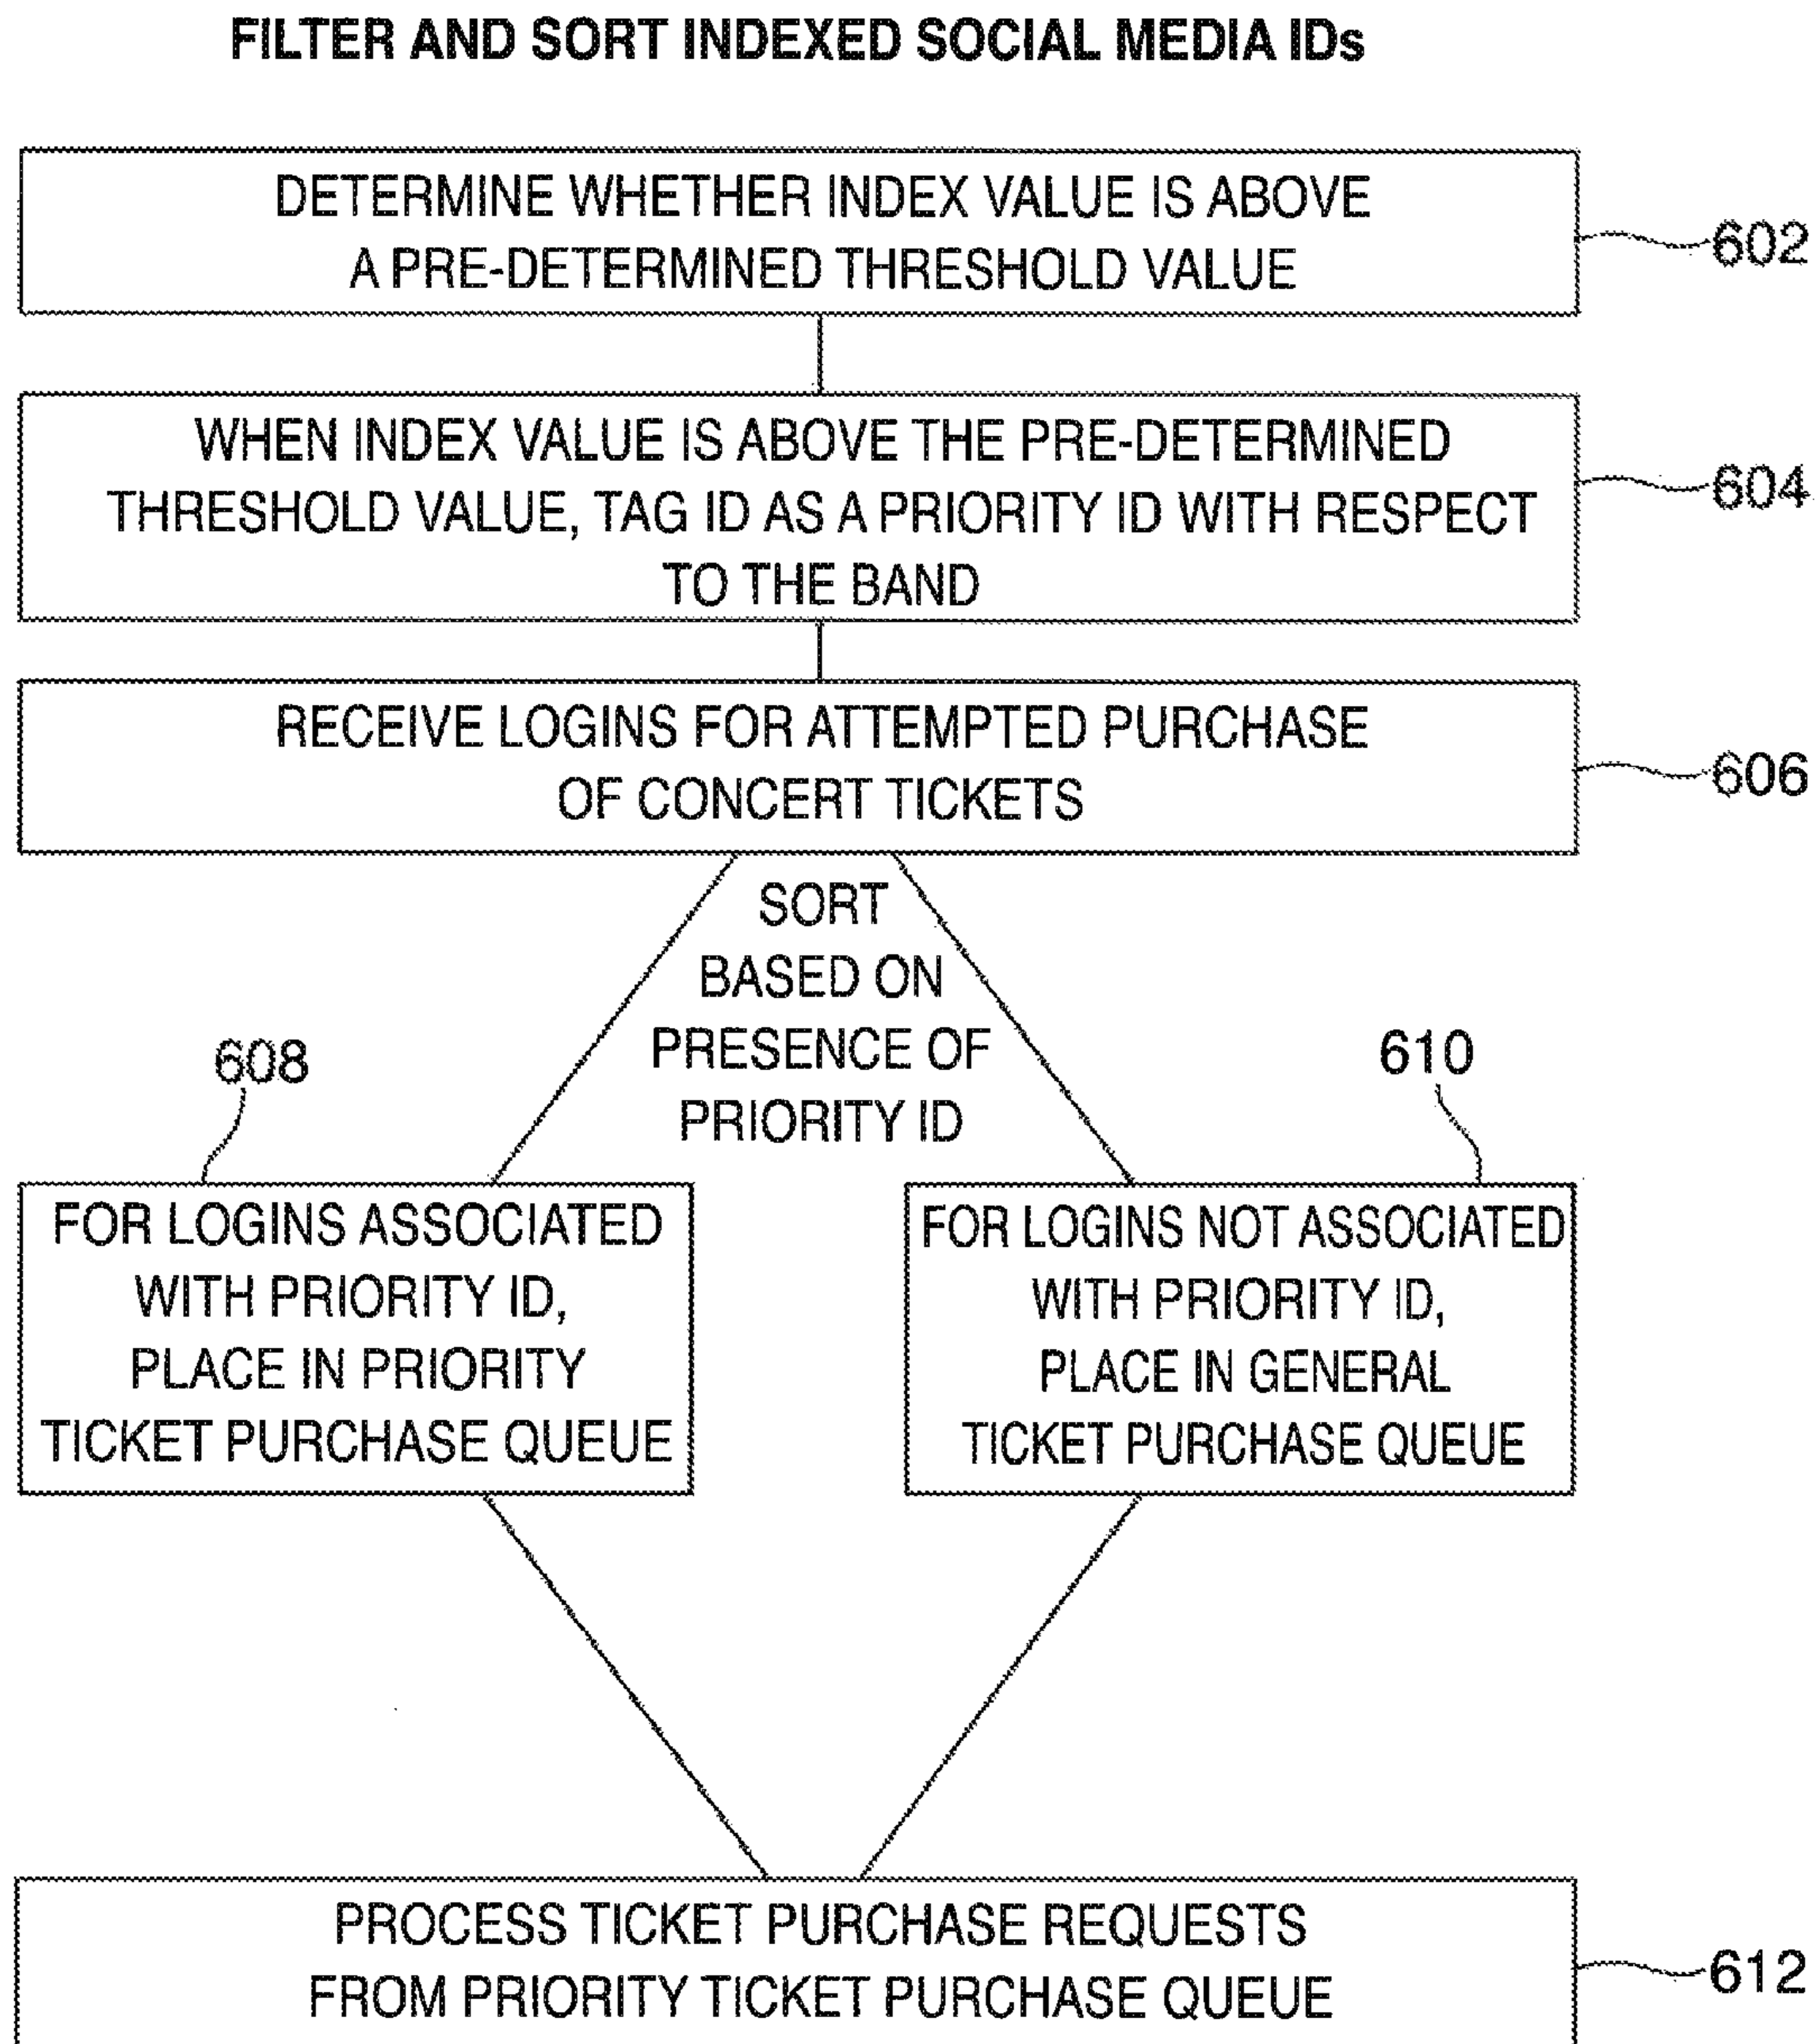 FILTER AND SORT INDEXED SOCIAL MEDIA IDs
DETERMINE WHETHER INDEX VALUE IS ABOVE
A PRE-DETERMINED THRESHOLD VALUE
602
WHEN INDEX VALUE IS ABOVE THE PRE-DETERMINED
THRESHOLD VALUE, TAG ID AS A PRIORITY ID WITH RESPECT
TO THE BAND
604
RECEIVE LOGINS FOR ATTEMPTED PURCHASE
OF CONCERT TICKETS
606
SORT
BASED ON
PRESENCE OF
PRIORITY ID
608
FOR LOGINS ASSOCIATED
WITH PRIORITY ID,
PLACE IN PRIORITY
TICKET PURCHASE QUEUE
610
FOR LOGINS NOT ASSOCIATED
WITH PRIORITY ID,
PLACE IN GENERAL
TICKET PURCHASE QUEUE
PROCESS TICKET PURCHASE REQUESTS
FROM PRIORITY TICKET PURCHASE QUEUE
612